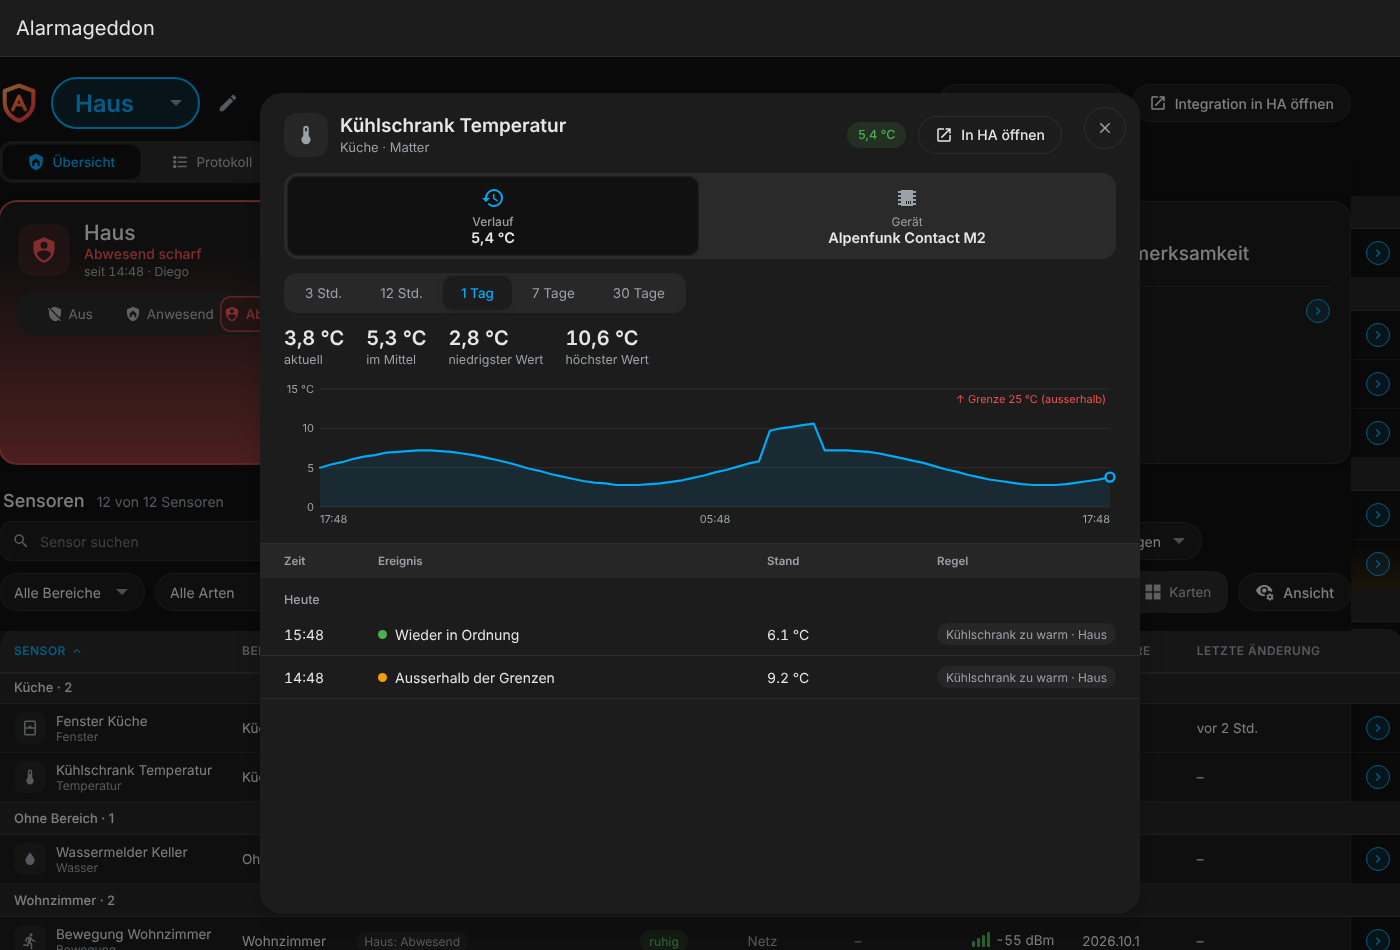 Alarmageddon
Haus
Integration in HA öffnen
Übersicht
Protokoll
Haus
Abwesend scharf
seit 14:48 · Diego
Aus
Anwesend
Ab
merksamkeit
Sensoren 12 von 12 Sensoren
Sensor suchen
gen
Alle Bereiche
Alle Arten
Karten
Ansicht
SENSOR
BE
RE
LETZTE ÄNDERUNG
Küche · 2
Fenster Küche
Fenster
Kü
vor 2 Std.
Kühlschrank Temperatur
Temperatur
Kü
–
Ohne Bereich · 1
Wassermelder Keller
Wasser
Oh
–
Wohnzimmer · 2
Bewegung Wohnzimmer
Bewegung
Wohnzimmer
Haus: Abwesend
ruhig
Netz
–
-55 dBm
2026.10.1
–
Kühlschrank Temperatur
Küche · Matter
5,4 °C
In HA öffnen
Verlauf
5,4 °C
Gerät
Alpenfunk Contact M2
3 Std.
12 Std.
1 Tag
7 Tage
30 Tage
3,8 °C
aktuell
5,3 °C
im Mittel
2,8 °C
niedrigster Wert
10,6 °C
höchster Wert
15 °C
↑ Grenze 25 °C (ausserhalb)
10
5
0
17:48
05:48
17:48
Zeit
Ereignis
Stand
Regel
Heute
15:48
Wieder in Ordnung
6.1 °C
Kühlschrank zu warm · Haus
14:48
Ausserhalb der Grenzen
9.2 °C
Kühlschrank zu warm · Haus